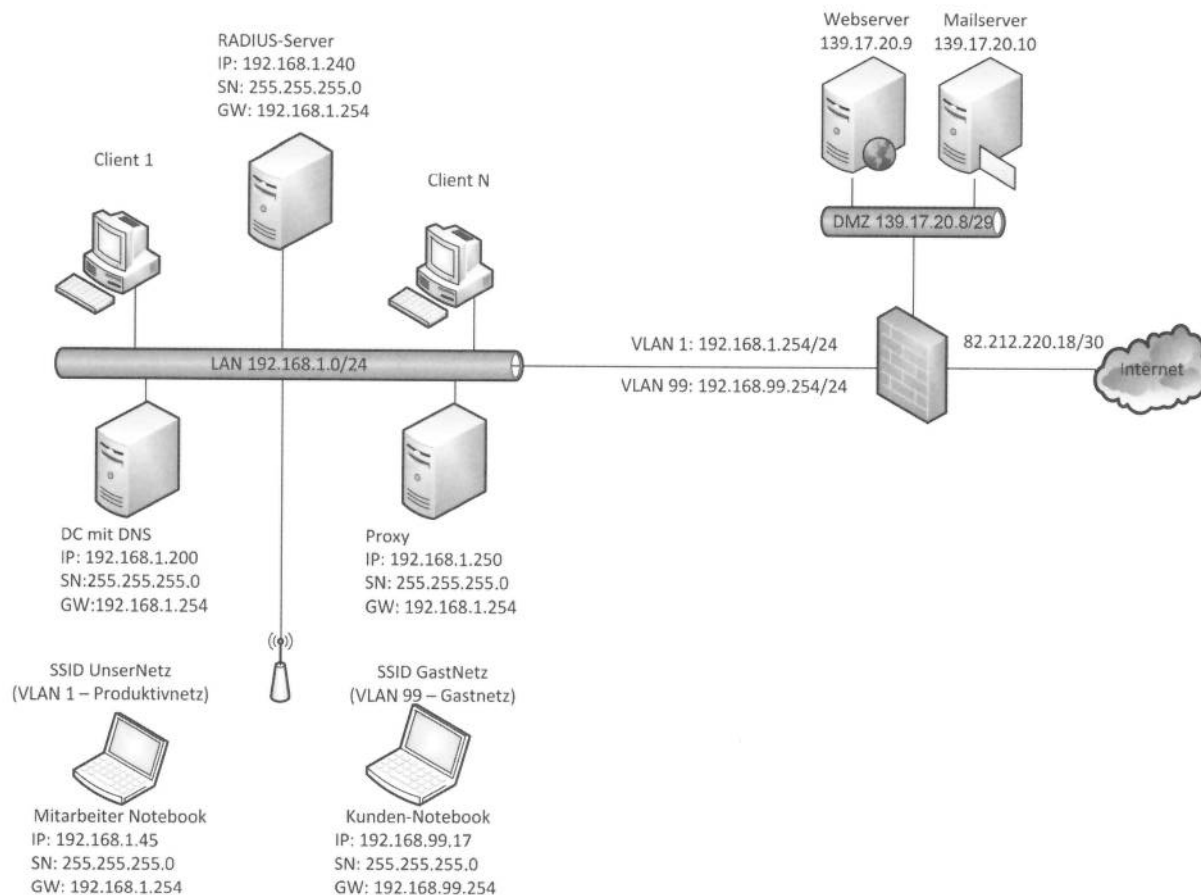 Webserver
139.17.20.9
Mailserver
139.17.20.10
RADIUS-Server
IP: 192.168.1.240
SN: 255.255.255.0
GW: 192.168.1.254
Client 1
Client N
DMZ 139.17.20.8/29
LAN 192.168.1.0/24
VLAN 1: 192.168.1.254/24
VLAN 99: 192.168.99.254/24
82.212.220.18/30
Internet
DC mit DNS
IP: 192.168.1.200
SN:255.255.255.0
GW:192.168.1.254
Proxy
IP: 192.168.1.250
SN: 255.255.255.0
GW: 192.168.1.254
SSID UnserNetz
(VLAN 1 – Produktivnetz)
SSID GastNetz
(VLAN 99 – Gastnetz)
Mitarbeiter Notebook
IP: 192.168.1.45
SN: 255.255.255.0
GW: 192.168.1.254
Kunden-Notebook
IP: 192.168.99.17
SN: 255.255.255.0
GW: 192.168.99.254